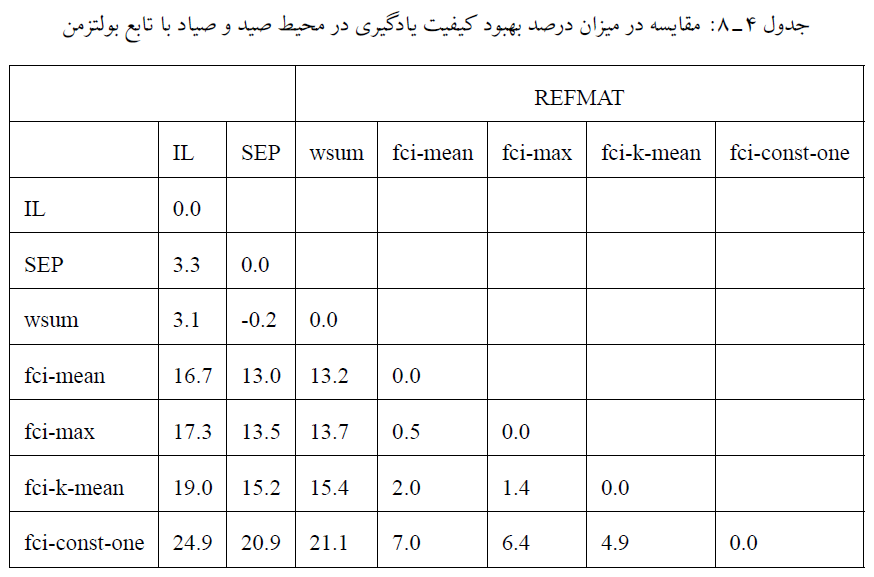 جدول ۴ـ۸: مقایسه در میزان درصد بهبود کیفیت یادگیری در محیط صید و صیاد با تابع بولتزمن
REFMAT
IL SEP wsum fci-mean fci-max fci-k-mean fci-const-one
IL 0.0
SEP 3.3 0.0
wsum 3.1 -0.2 0.0
fci-mean 16.7 13.0 13.2 0.0
fci-max 17.3 13.5 13.7 0.5 0.0
fci-k-mean 19.0 15.2 15.4 2.0 1.4 0.0
fci-const-one 24.9 20.9 21.1 7.0 6.4 4.9 0.0